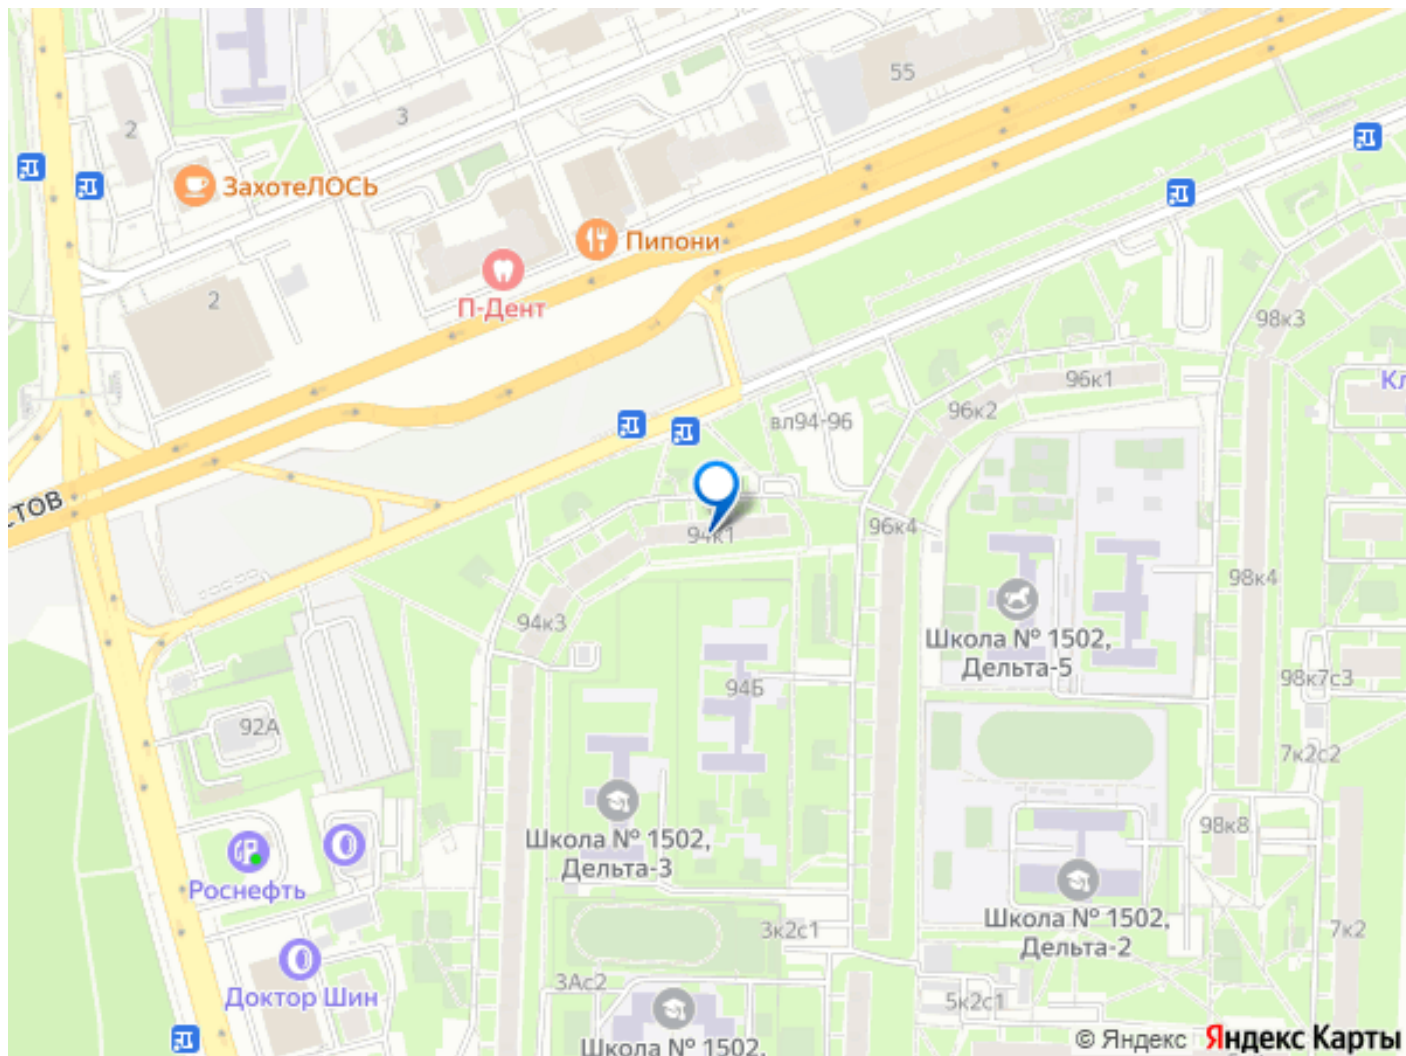 55
3
2
ЗахотеЛОСЬ
Пипони
П-Дент
2
98к3
96к1
Кл
96к2
вл94-96
СТОВ
94к1
96к4
98к4
94к3
Школа № 1502,
Дельта-5
98к7с3
94Б
92А
7к2с2
98к8
Школа № 1502,
Дельта-3
Роснефть
Школа № 1502,
Дельта-2
3к2с1
7к2
Доктор Шин
3Ас2
5к2с1
Школа № 1502,
© Яндекс Яндекс Карты